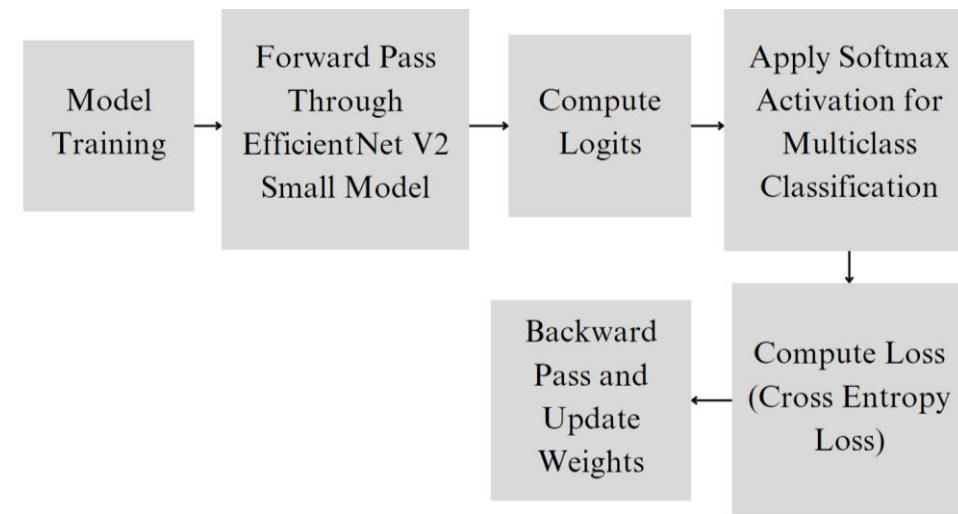 Model
Training
Forward Pass
Through
EfficientNet V2
Small Model
Compute
Logits
Apply Softmax
Activation for
Multiclass
Classification
Compute Loss
(Cross Entropy
Loss)
Backward
Pass and
Update
Weights